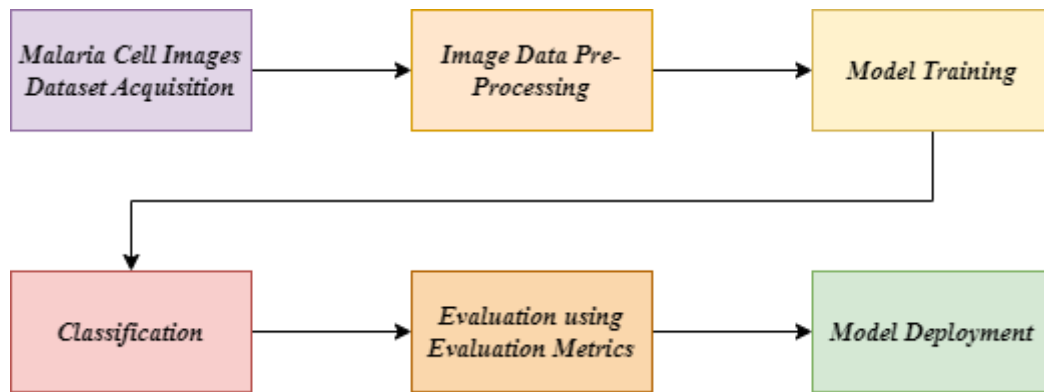 Malaria Cell Images
Dataset Acquisition
Image Data Pre-
Processing
Model Training
Classification
Evaluation using
Evaluation Metrics
Model Deployment